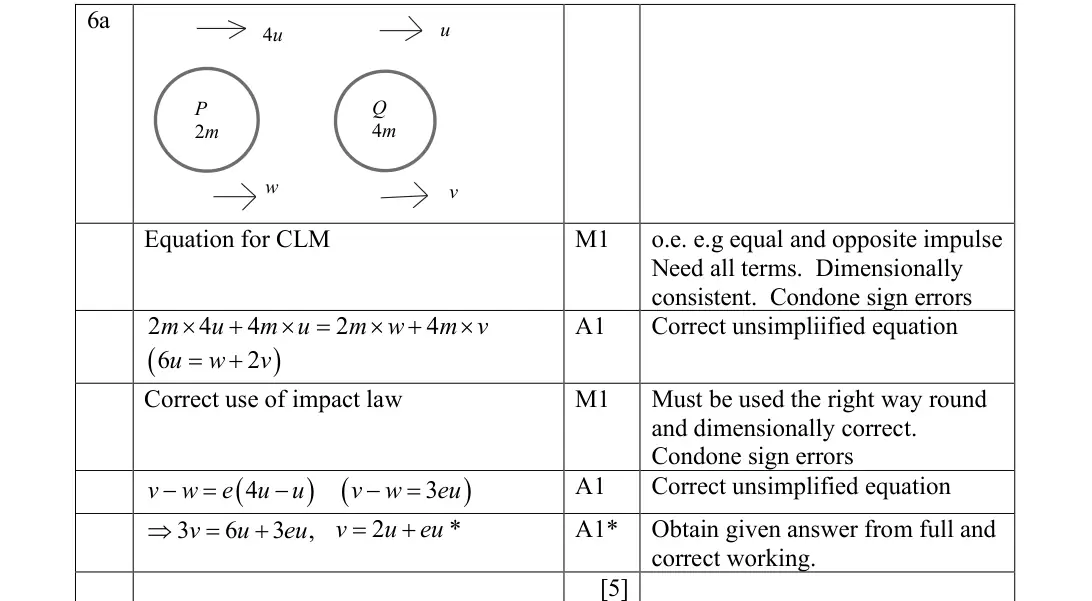 6a
4u
u
P
2m
Q
4m
w
v
Equation for CLM
M1
o.e. e.g equal and opposite impulse
Need all terms. Dimensionally
consistent. Condone sign errors
2m×4u+4m×u=2m×w+4m×v
(6u=w+2v)
A1
Correct unsimpliified equation
Correct use of impact law
M1
Must be used the right way round
and dimensionally correct.
Condone sign errors
v−w=e(4u−u) (v−w=3eu)
A1
Correct unsimplified equation
⇒3v=6u+3eu, v=2u+eu *
A1*
Obtain given answer from full and
correct working.
[5]